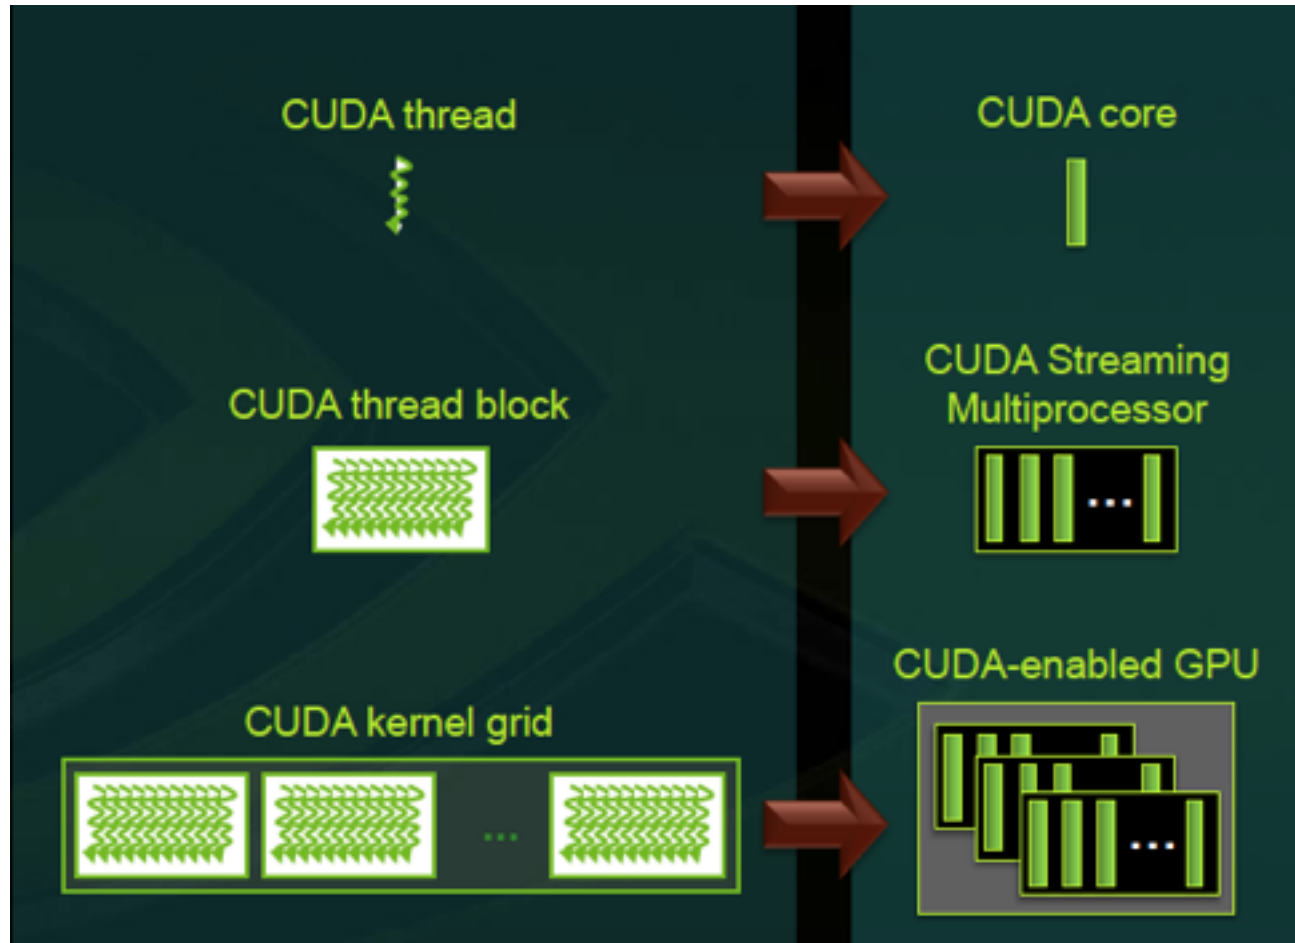 CUDA thread
CUDA core
CUDA thread block
CUDA Streaming
Multiprocessor
...
CUDA kernel grid
CUDA-enabled GPU
...
...